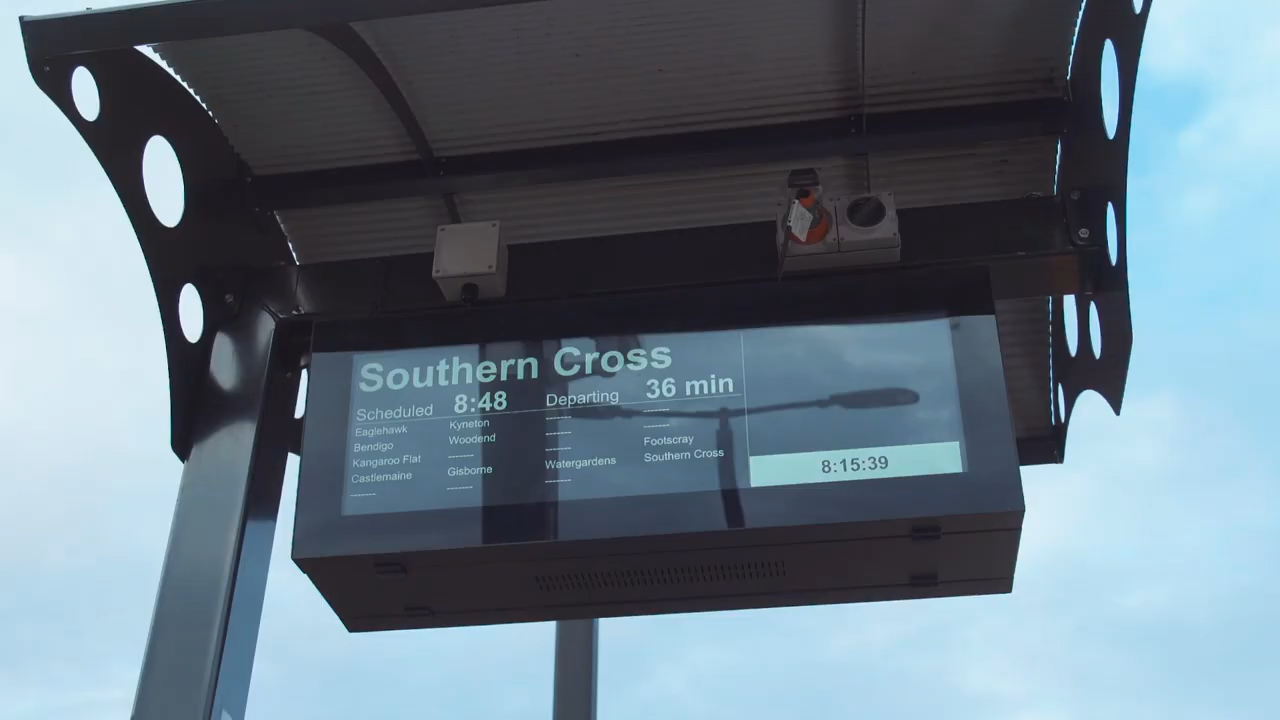 Southern Cross
Scheduled 8:48 Departing 36 min
Eaglehawk Kyneton ------- -------
Bendigo Woodend ------- -------
Kangaroo Flat ------- ------- Footscray
Castlemaine Gisborne Watergardens Southern Cross
------- ------- -------
8:15:39